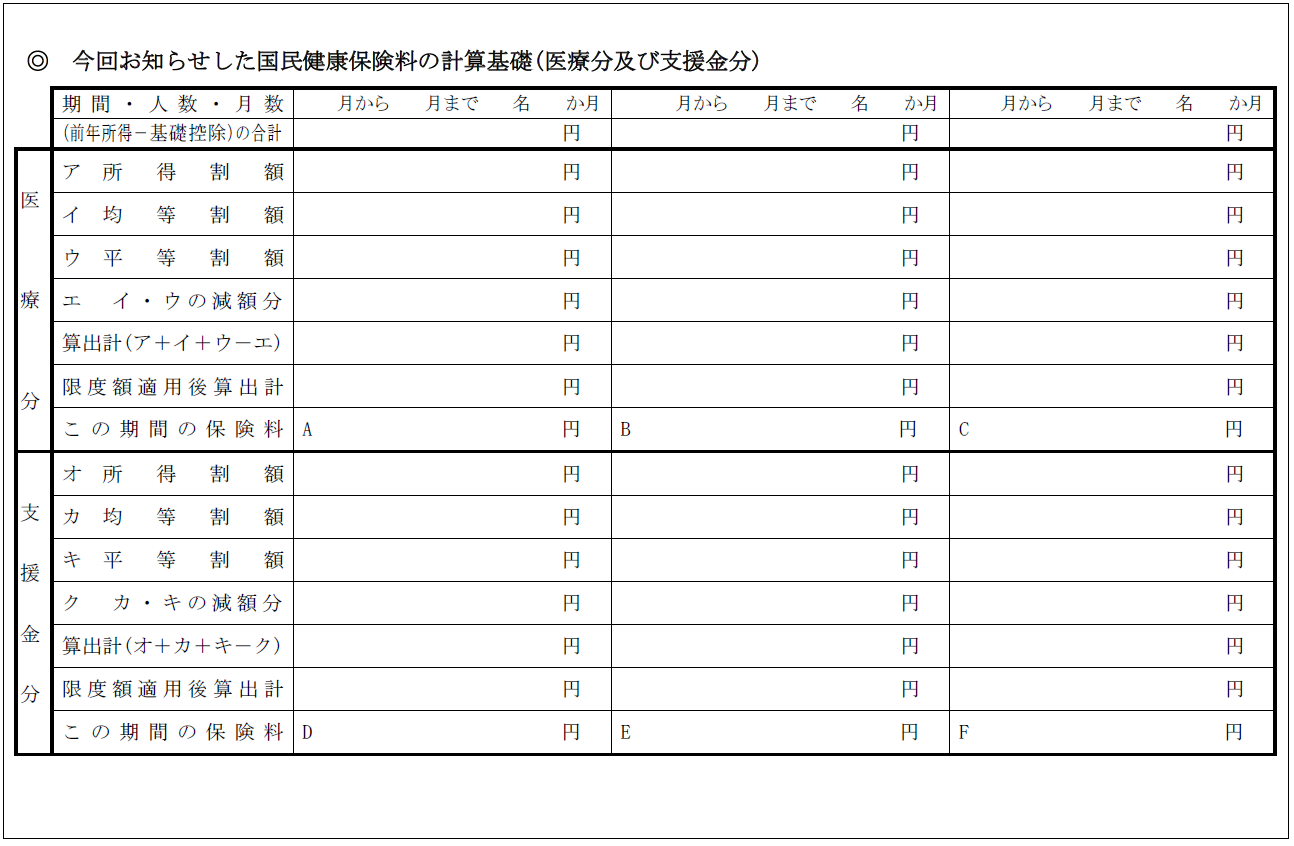 ◎ 今回お知らせした国民健康保険料の計算基礎(医療分及び支援金分)
期間・人数・月数 月から 月まで 名 か月 月から 月まで 名 か月 月から 月まで 名 か月
(前年所得－基礎控除)の合計 円 円 円
医療分
ア 所得割額 円 円 円
イ 均等割額 円 円 円
ウ 平等割額 円 円 円
エ イ・ウの減額分 円 円 円
算出計(ア＋イ＋ウ－エ) 円 円 円
限度額適用後算出計 円 円 円
この期間の保険料 A 円 B 円 C 円
支援金分
オ 所得割額 円 円 円
カ 均等割額 円 円 円
キ 平等割額 円 円 円
ク カ・キの減額分 円 円 円
算出計(オ＋カ＋キ－ク) 円 円 円
限度額適用後算出計 円 円 円
この期間の保険料 D 円 E 円 F 円